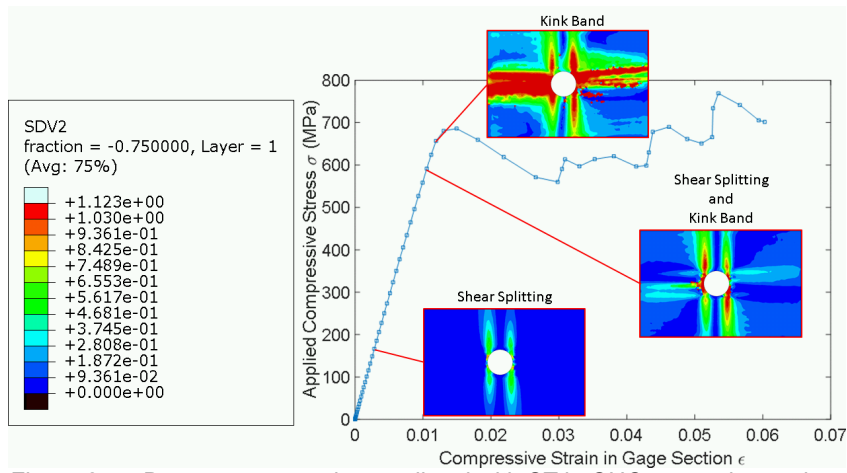 Kink Band
SDV2
fraction = -0.750000, Layer = 1
(Avg: 75%)
+1.123e+00
+1.030e+00
+9.361e-01
+8.425e-01
+7.489e-01
+6.553e-01
+5.617e-01
+4.681e-01
+3.745e-01
+2.808e-01
+1.872e-01
+9.361e-02
+0.000e+00
Applied Compressive Stress σ (MPa)
800
700
600
500
400
300
200
100
0
Shear Splitting
and
Kink Band
Shear Splitting
0 0.01 0.02 0.03 0.04 0.05 0.06 0.07
Compressive Strain in Gage Section ϵ